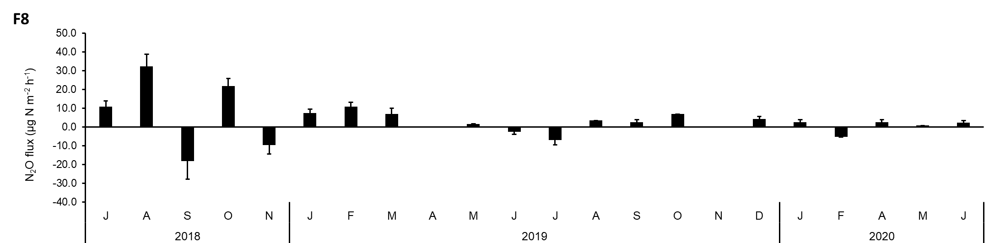 F8
50.0
40.0
30.0
20.0
10.0
0.0
-10.0
-20.0
-30.0
-40.0
N₂O flux (µg N m⁻² h⁻¹)
J A S O N J F M A M J J A S O N D J F A M J
2018 2019 2020